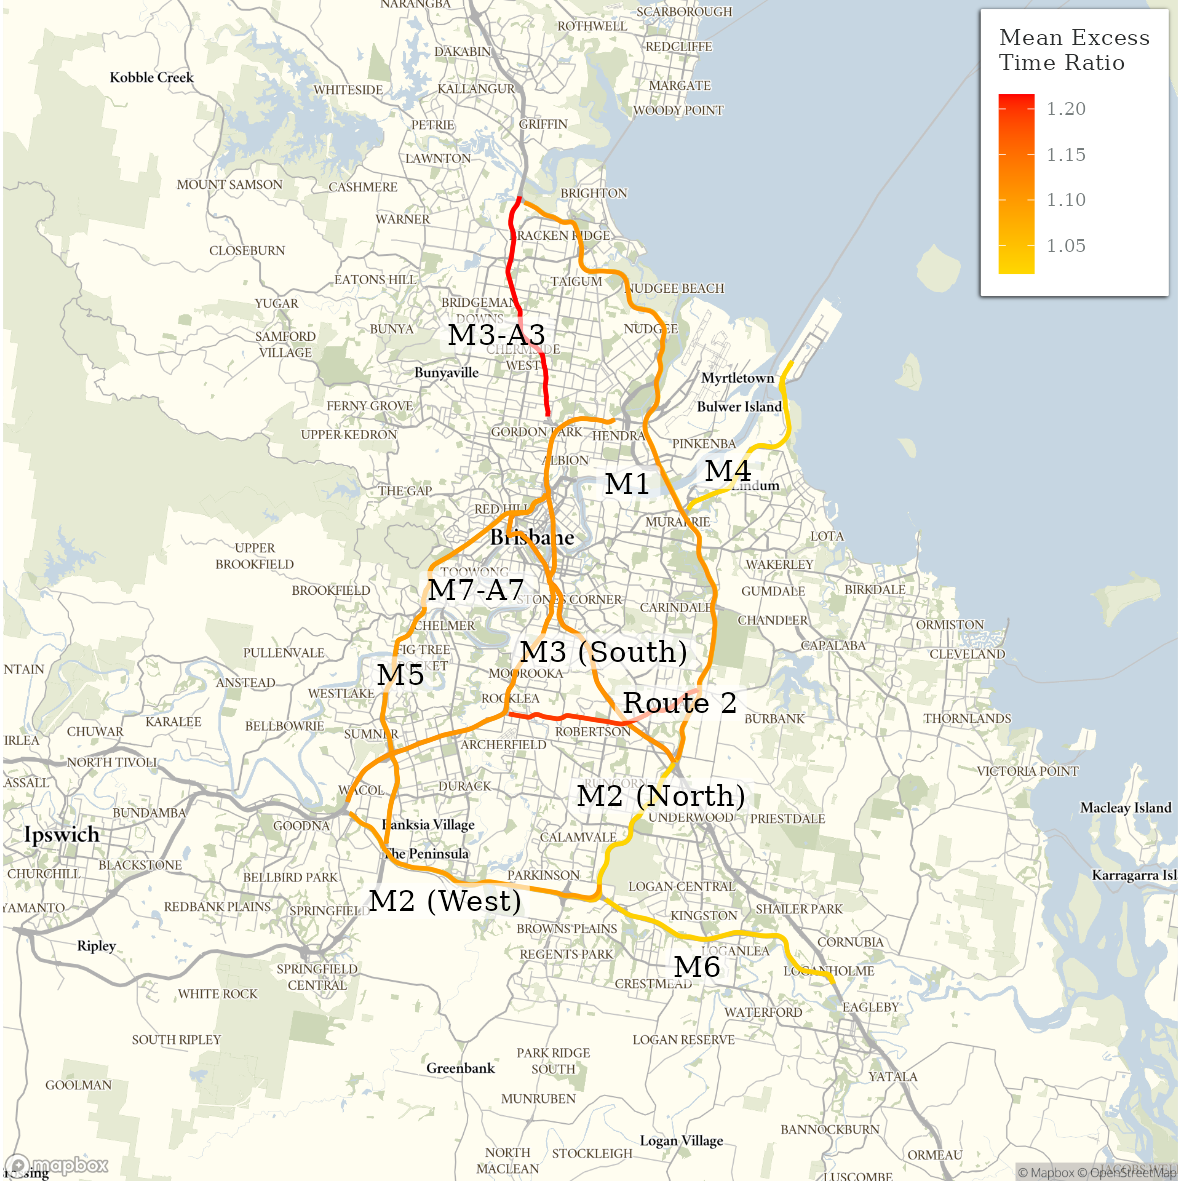 NARANGBA
SCARBOROUGH
ROTHWELL
DAKABIN
REDCLIFFE
Kobble Creek
WHITESIDE
KALLANGUR
MARGATE
WOODY POINT
PETRIE
GRIFFIN
LAWNTON
MOUNT SAMSON
CASHMERE
BRIGHTON
WARNER
BRACKEN RIDGE
CLOSEBURN
EATONS HILL
TAIGUM
NUDGEE BEACH
YUGAR
BRIDGEMAN
DOWNS
BUNYA
NUDGEE
SAMFORD
VILLAGE
M3-A3
CHERMSIDE
WEST
Bunyaville
Myrtletown
FERNY GROVE
Bulwer Island
UPPER KEDRON
GORDON PARK
HENDRA
PINKENBA
ALBION
M4
THE GAP
M1
Lindum
RED HILL
MURARRIE
Brisbane
LOTA
UPPER
BROOKFIELD
TOOWONG
WAKERLEY
BROOKFIELD
M7-A7
STONES CORNER
GUMDALE
BIRKDALE
CARINDALE
CHANDLER
CHELMER
ORMISTON
CAPALABA
PULLENVALE
FIG TREE
POCKET
M3 (South)
CLEVELAND
M5
MOOROOKA
ANSTEAD
WESTLAKE
ROCKLEA
Route 2
KARALEE
BELLBOWRIE
BURBANK
THORNLANDS
CHUWAR
SUMNER
ROBERTSON
ARCHERFIELD
NORTH TIVOLI
VICTORIA POINT
RUNCORN
DURACK
WACOL
M2 (North)
BUNDAMBA
Macleay Island
GOODNA
Banksia Village
UNDERWOOD
PRIESTDALE
Ipswich
CALAMVALE
The Peninsula
BLACKSTONE
CHURCHILL
BELLBIRD PARK
PARKINSON
LOGAN CENTRAL
REDBANK PLAINS
M2 (West)
SHAILER PARK
KINGSTON
BROWNS PLAINS
Ripley
REGENTS PARK
LOGANLEA
CORNUBIA
SPRINGFIELD
CENTRAL
M6
LOGANHOLME
CRESTMEAD
WHITE ROCK
WATERFORD
EAGLEBY
SOUTH RIPLEY
LOGAN RESERVE
PARK RIDGE
SOUTH
Greenbank
YATALA
GOOLMAN
MUNRUBEN
BANNOCKBURN
Logan Village
NORTH
MACLEAN
STOCKLEIGH
ORMEAU
LUSCOMBE
mapbox
© Mapbox © OpenStreetMap
Mean Excess
Time Ratio
1.20
1.15
1.10
1.05